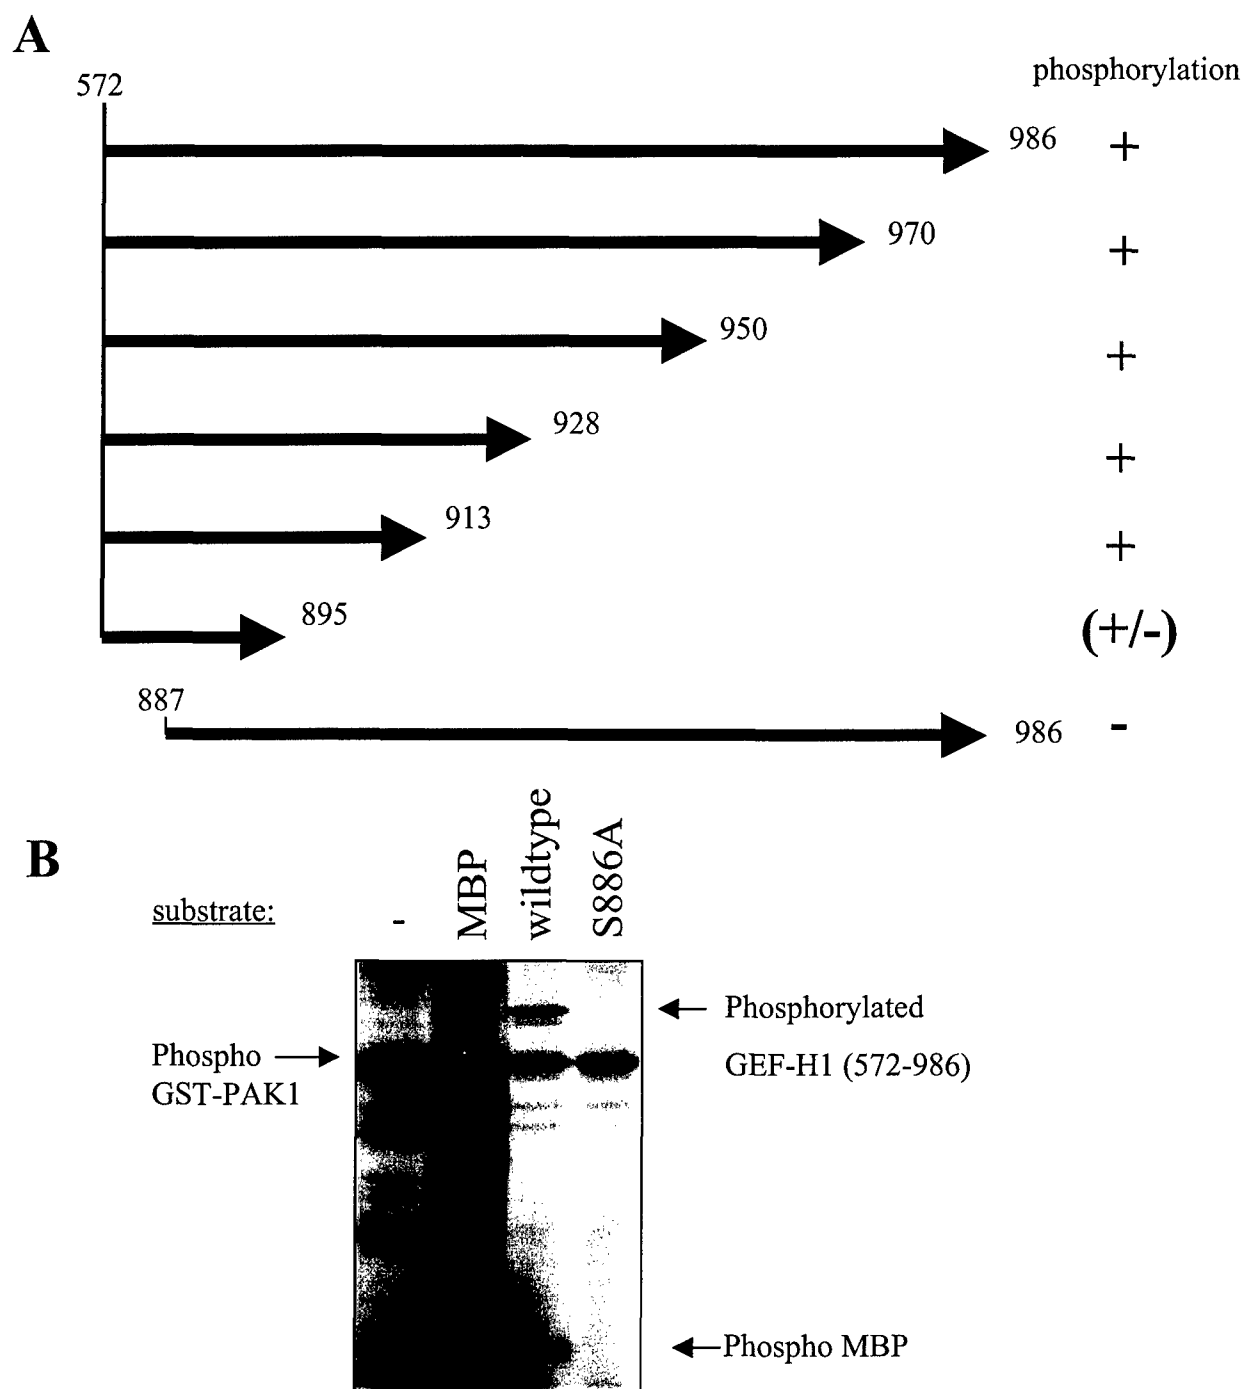 A
572
phosphorylation
986 +
970 +
950 +
928 +
913 +
895 (+/-)
887
986 -
B
substrate: - MBP wildtype S886A
Phosphorylated
GEF-H1 (572-986)
Phospho
GST-PAK1
Phospho MBP